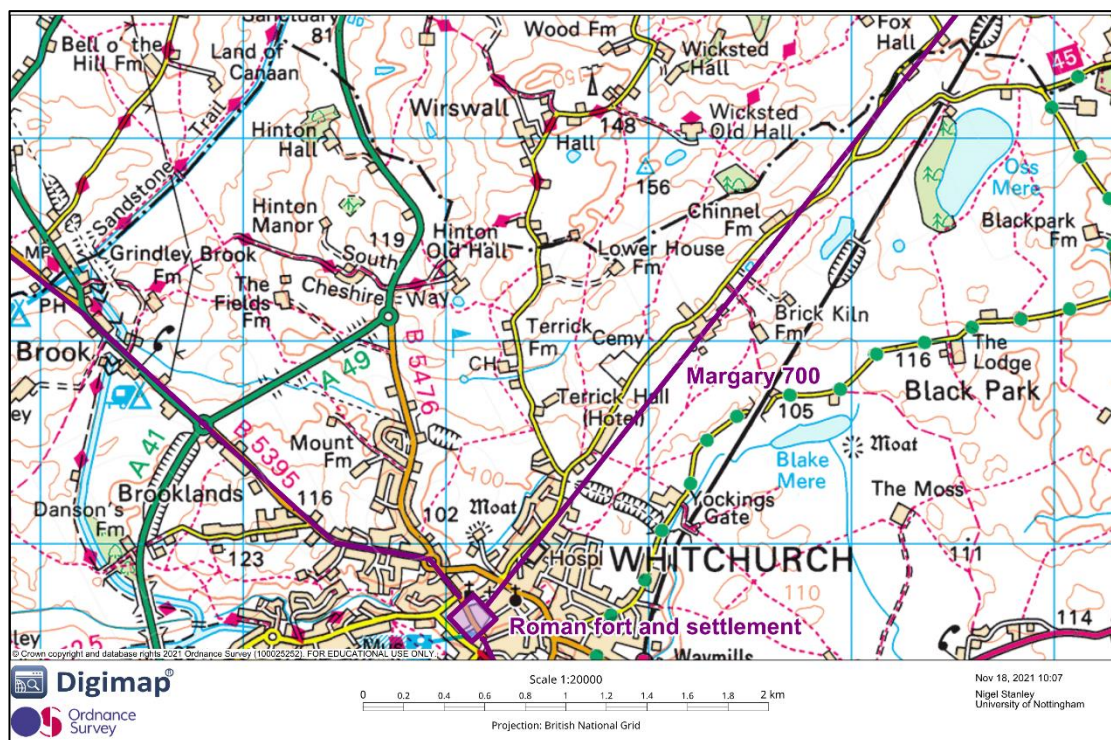 Sanctuary
81
Wood Fm
Fox
Hall
Bell o' the
Hill Fm
Land of
Canaan
Wicksted
Hall
45
Wirswall
150
Trail
Hinton
Hall
Hall
148
Wicksted
Old Hall
156
Oss
Mere
Sandstone
Hinton
Manor
119
South
Hinton
Old Hall
Chinnel
Fm
Blackpark
Fm
MP
Grindley Brook
Fm
The
Fields
Fm
Cheshire Way
Lower House
Fm
PH
Brook
A 49
B 5476
Terrick
Fm
Cemy
Brick Kiln
Fm
116
The
Lodge
CH
Margary 700
Terrick Hall
(Hotel)
105
Black Park
A 41
B 5395
Mount
Fm
100
Moat
Blake
Mere
Brooklands
116
Moat
Yockings
Gate
The Moss
Danson's
Fm
102
123
Hospl
WHITCHURCH
111
110
Roman fort and settlement
114
Mus
Waymills
© Crown copyright and database rights 2021 Ordnance Survey (100025252). FOR EDUCATIONAL USE ONLY.
Digimap®
Ordnance
Survey
Scale 1:20000
0 0.2 0.4 0.6 0.8 1 1.2 1.4 1.6 1.8 2 km
Projection: British National Grid
Nov 18, 2021 10:07
Nigel Stanley
University of Nottingham